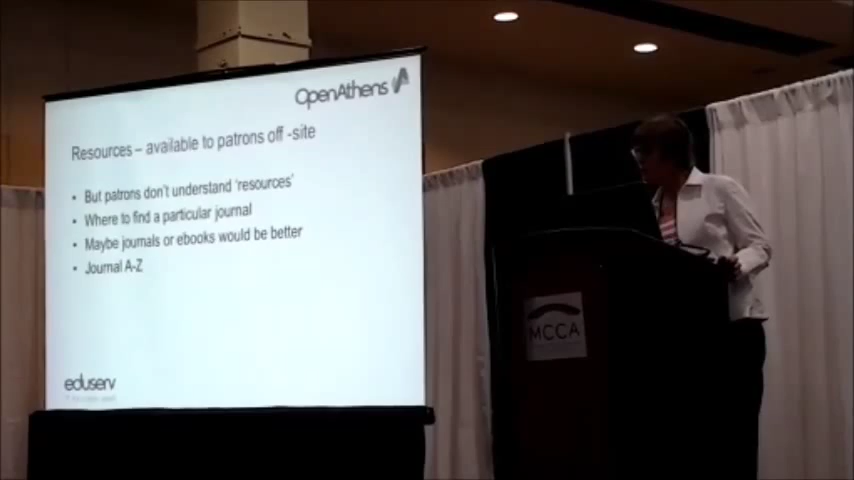 OpenAthens
Resources – available to patrons off -site
• But patrons don't understand 'resources'
• Where to find a particular journal
• Maybe journals or ebooks would be better
• Journal A-Z
eduserv
MCCA